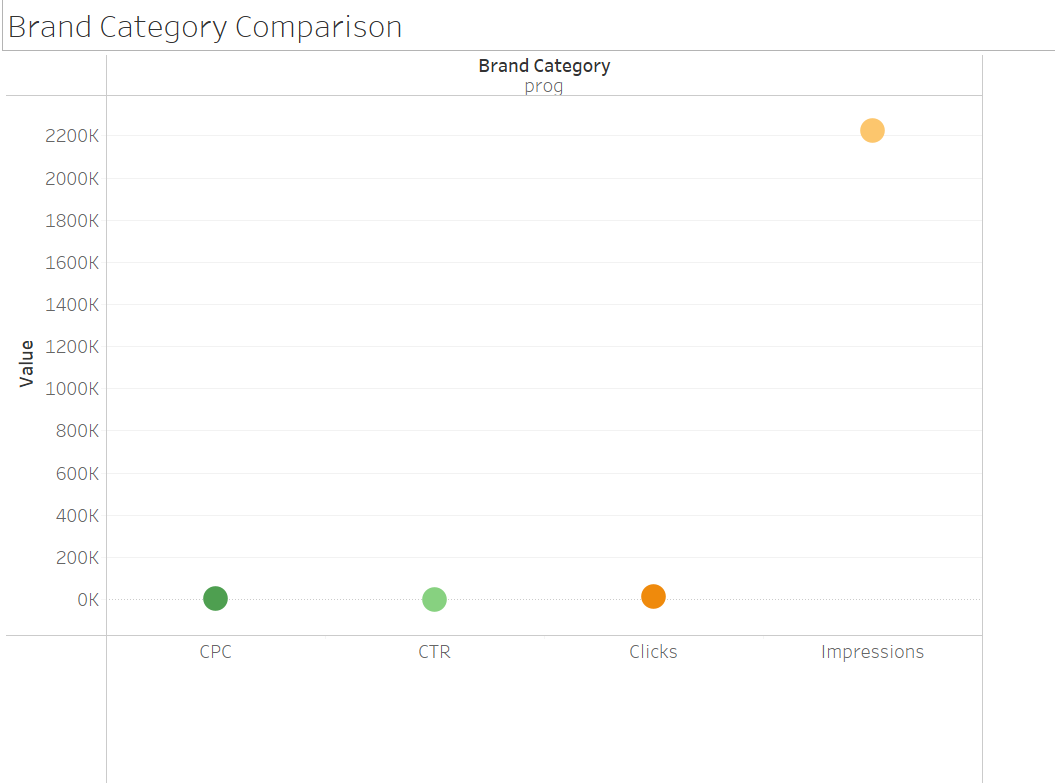 Brand Category Comparison
Brand Category
prog
2200K
2000K
1800K
1600K
1400K
1200K
1000K
800K
600K
400K
200K
0K
Value
CPC CTR Clicks Impressions